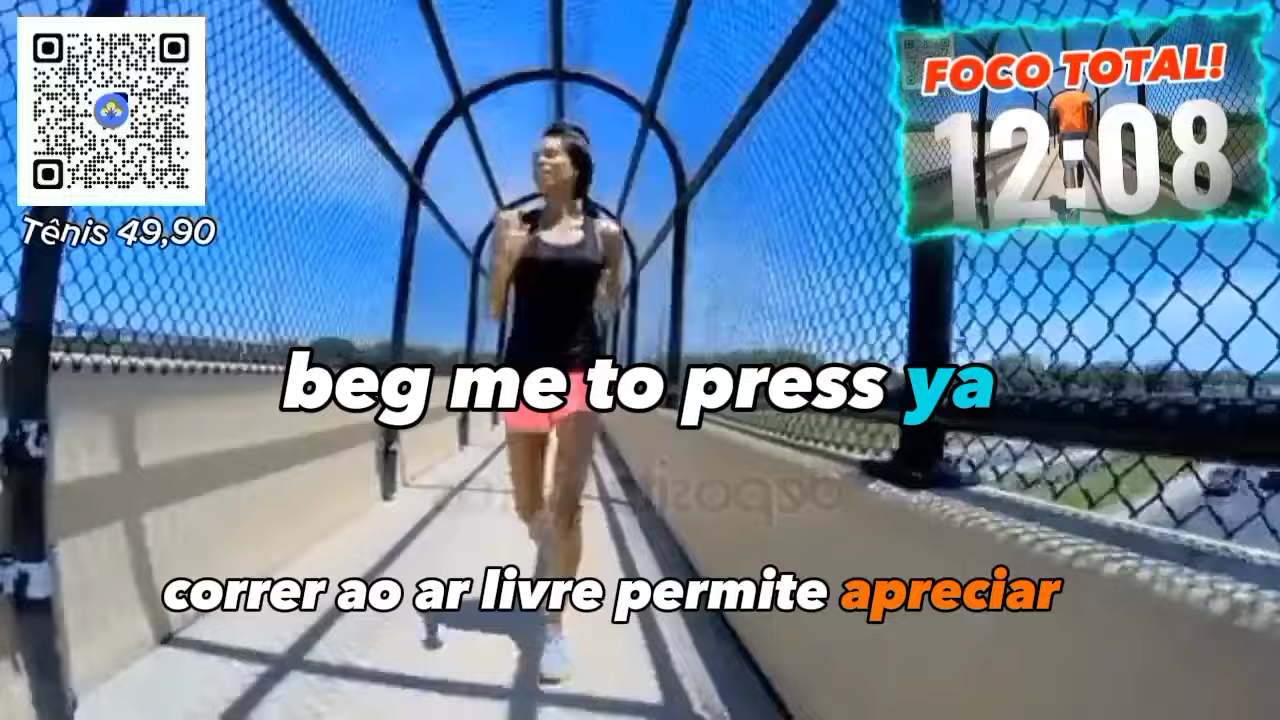 FOCO TOTAL!
12:08
Tênis 49,90
beg me to press ya
correr ao ar livre permite apreciar